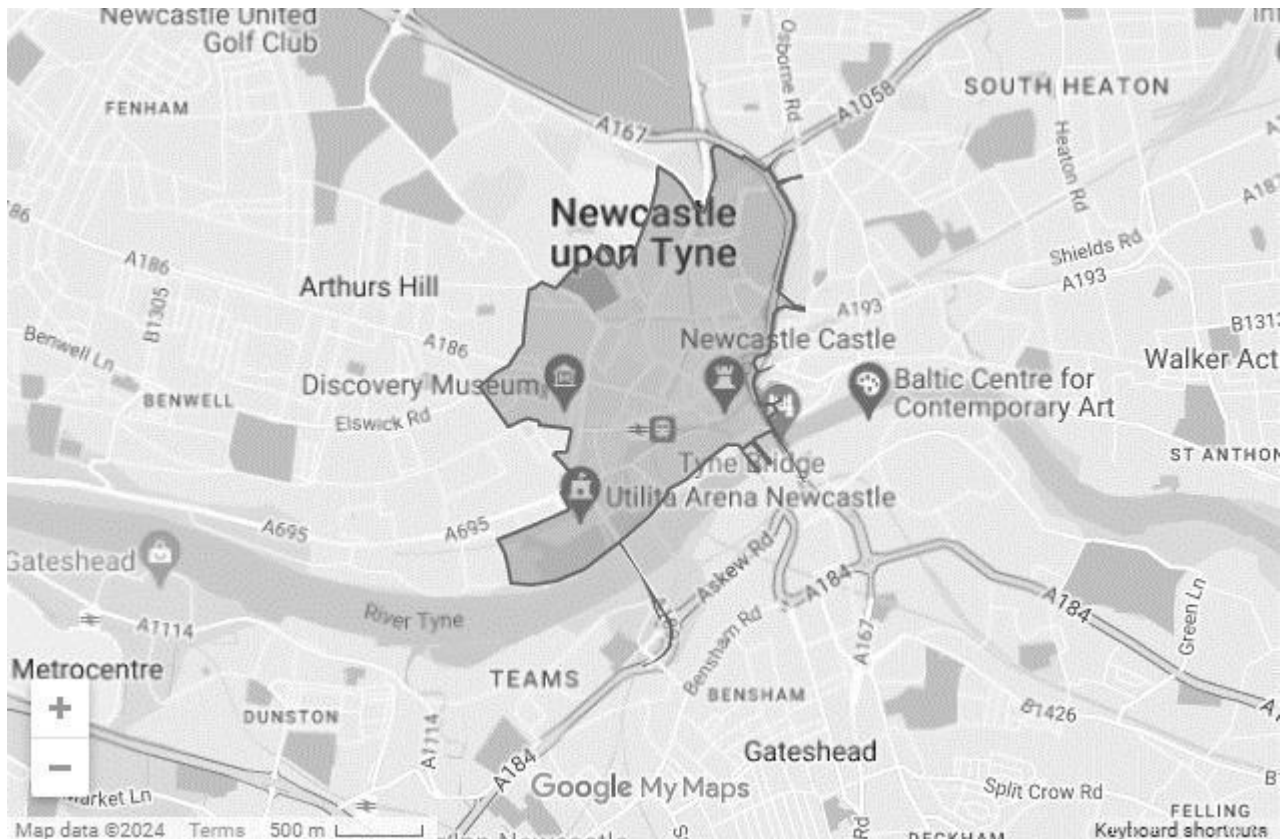 Newcastle United
Golf Club
FENHAM
A167
Osborne Rd
A1058
SOUTH HEATON
Heaton Rd
Newcastle
upon Tyne
Shields Rd
A193
A186
Arthurs Hill
B1305
A193
A186
Newcastle Castle
Benwell Ln
Discovery Museum
Walker Act
BENWELL
Elswick Rd
Baltic Centre for
Contemporary Art
ST ANTHON
Tyne Bridge
Utilita Arena Newcastle
A695
A695
Gateshead
Askew Rd
A184
A184
Green Ln
River Tyne
A1114
Bensham Rd
A167
Metrocentre
TEAMS
BENSHAM
DUNSTON
B1426
A1114
Gateshead
A184
Google My Maps
Split Crow Rd
Market Ln
FELLING
Map data ©2024
Terms
500 m
Keyboard shortcuts